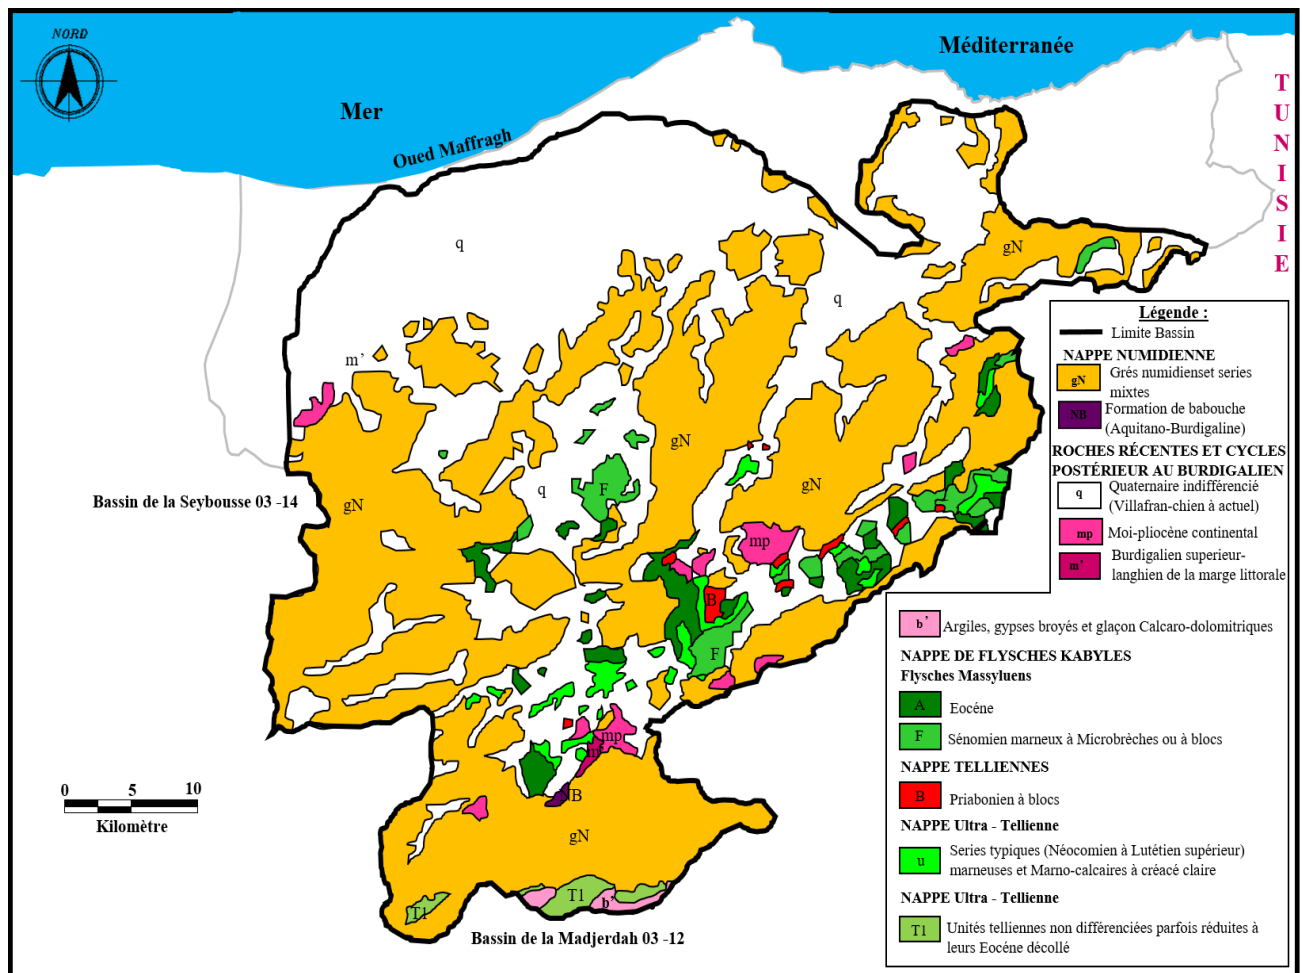 NORD
Méditerranée
Mer
Oued Maffragh
TUNISIE
q
gN
q
m’
gN
gN
gN
q
F
mp
B
F
mp
m’
NB
gN
T1
T1
b’
Bassin de la Seybousse 03 -14
Bassin de la Madjerdah 03 -12
0 5 10
Kilomètre
Légende :
Limite Bassin
NAPPE NUMIDIENNE
gN
Grés numidienset series
mixtes
NB
Formation de babouche
(Aquitano-Burdigaline)
ROCHES RÉCENTES ET CYCLES
POSTÉRIEUR AU BURDIGALIEN
q
Quaternaire indifférencié
(Villafran-chien à actuel)
mp
Moi-pliocène continental
m’
Burdigalien superieur-
langhien de la marge littorale
b’
Argiles, gypses broyés et glaçon Calcaro-dolomitriques
NAPPE DE FLYSCHES KABYLES
Flysches Massyluens
A
Eocéne
F
Sénomien marneux à Microbrèches ou à blocs
NAPPE TELLIENNES
B
Priabonien à blocs
NAPPE Ultra - Tellienne
u
Series typiques (Néocomien à Lutétien supérieur)
marneuses et Marno-calcaires à créacé claire
NAPPE Ultra - Tellienne
T1
Unités telliennes non différenciées parfois réduites à
leurs Eocéne décollé